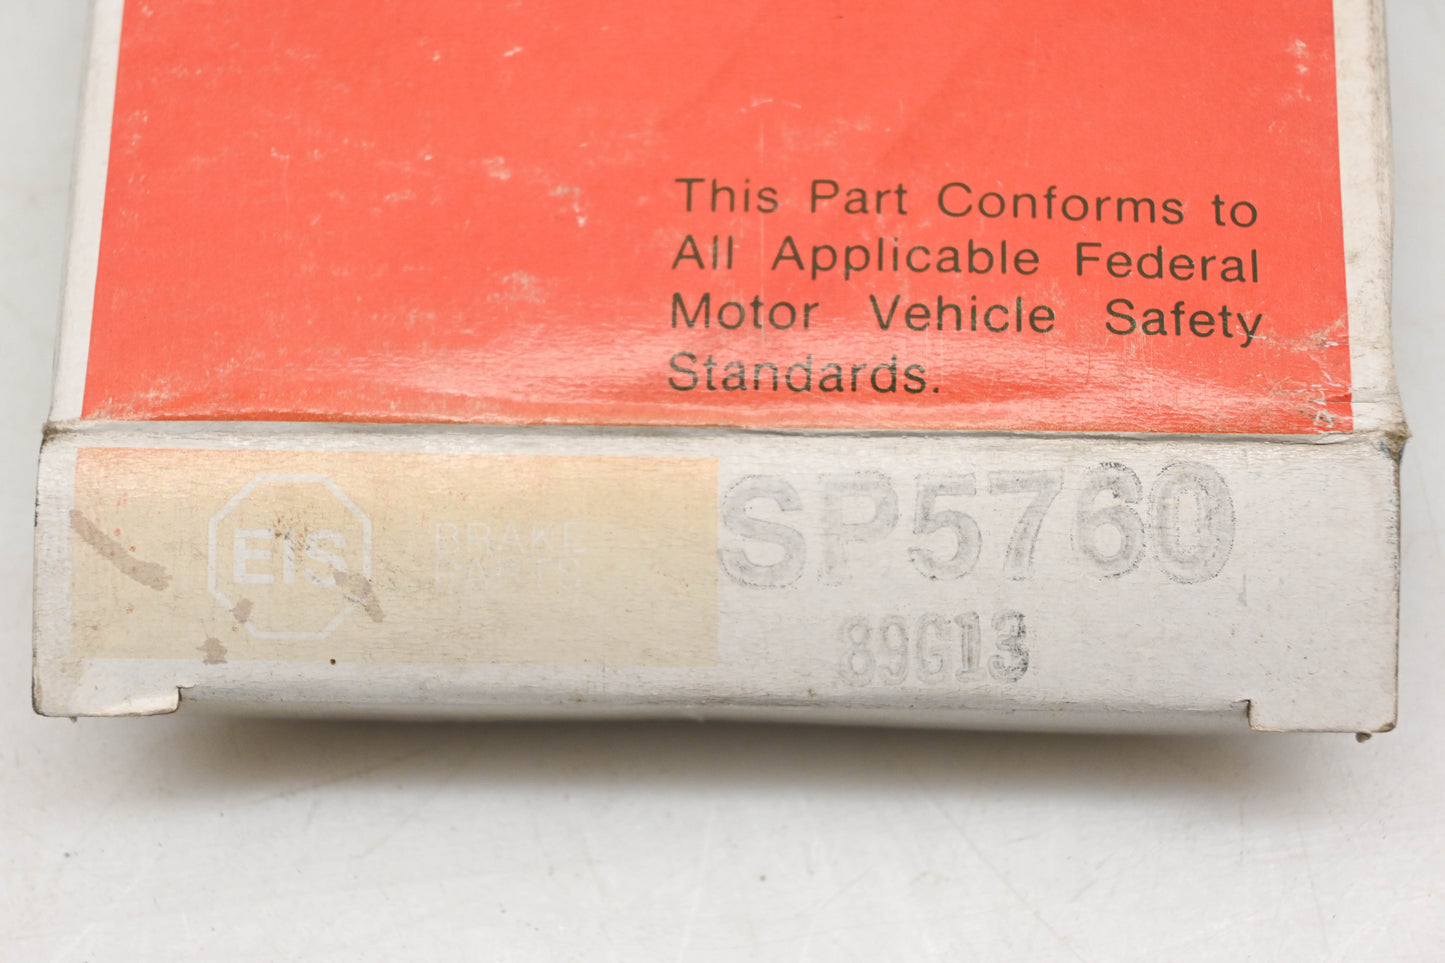 This Part Conforms to
All Applicable Federal
Motor Vehicle Safety
Standards.
EIS
BRAKE
PARTS
SP5760
89G13